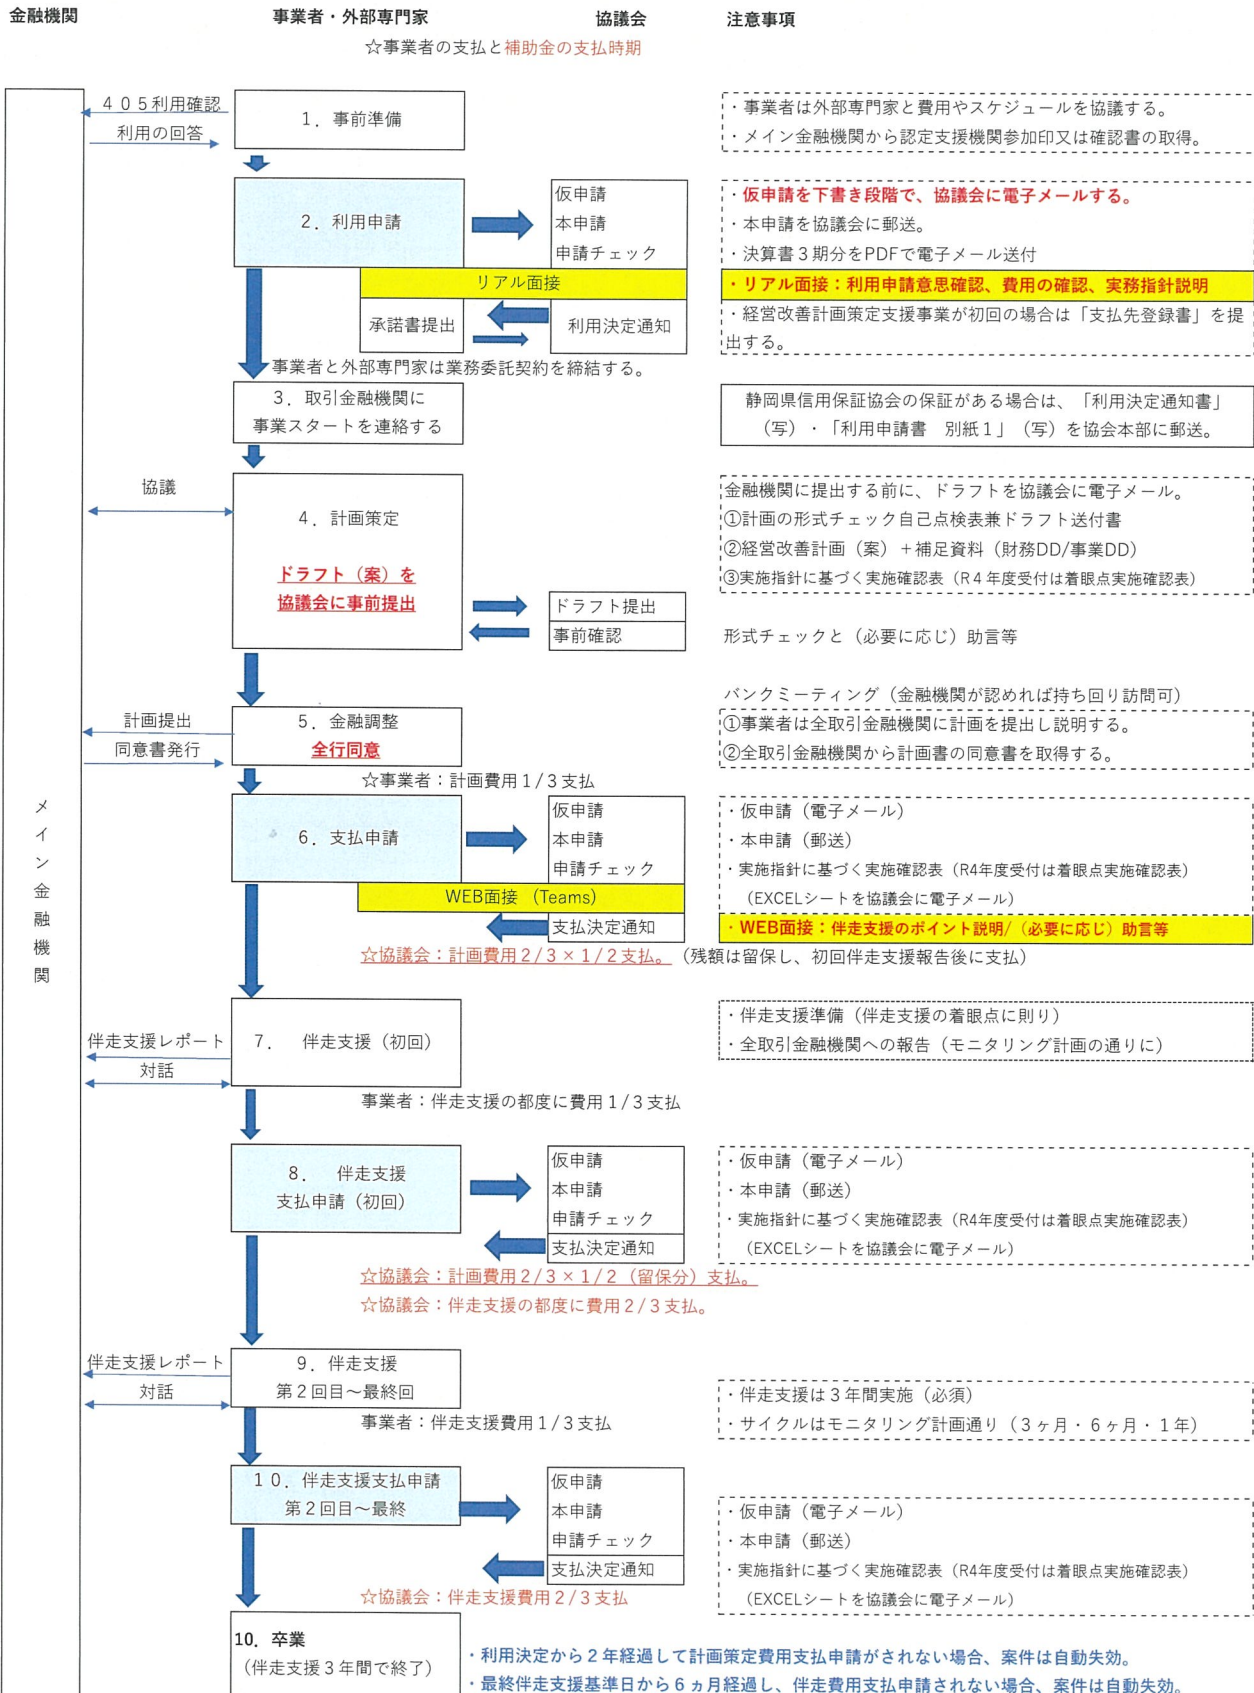 金融機関
事業者・外部専門家
協議会
注意事項
☆事業者の支払と補助金の支払時期
405利用確認
利用の回答
1．事前準備
・事業者は外部専門家と費用やスケジュールを協議する。
・メイン金融機関から認定支援機関参加印又は確認書の取得。
2．利用申請
仮申請
本申請
申請チェック
・仮申請を下書き段階で、協議会に電子メールする。
・本申請を協議会に郵送。
・決算書３期分をPDFで電子メール送付
リアル面接
・リアル面接：利用申請意思確認、費用の確認、実務指針説明
承諾書提出
利用決定通知
・経営改善計画策定支援事業が初回の場合は「支払先登録書」を提
出する。
事業者と外部専門家は業務委託契約を締結する。
3．取引金融機関に
事業スタートを連絡する
静岡県信用保証協会の保証がある場合は、「利用決定通知書」
（写）・「利用申請書　別紙１」（写）を協会本部に郵送。
協議
4．計画策定
ドラフト（案）を
協議会に事前提出
ドラフト提出
事前確認
金融機関に提出する前に、ドラフトを協議会に電子メール。
①計画の形式チェック自己点検表兼ドラフト送付書
②経営改善計画（案）＋補足資料（財務DD/事業DD）
③実施指針に基づく実施確認表（R４年度受付は着眼点実施確認表）
形式チェックと（必要に応じ）助言等
バンクミーティング（金融機関が認めれば持ち回り訪問可）
計画提出
同意書発行
5．金融調整
全行同意
①事業者は全取引金融機関に計画を提出し説明する。
②全取引金融機関から計画書の同意書を取得する。
☆事業者：計画費用1/3支払
メイン金融機関
6．支払申請
仮申請
本申請
申請チェック
・仮申請（電子メール）
・本申請（郵送）
・実施指針に基づく実施確認表（R4年度受付は着眼点実施確認表）
（EXCELシートを協議会に電子メール）
WEB面接 （Teams）
・WEB面接：伴走支援のポイント説明/（必要に応じ）助言等
支払決定通知
☆協議会：計画費用２/３×１/２支払。（残額は留保し、初回伴走支援報告後に支払）
伴走支援レポート
対話
7．　伴走支援（初回）
・伴走支援準備（伴走支援の着眼点に則り）
・全取引金融機関への報告（モニタリング計画の通りに）
事業者：伴走支援の都度に費用１/３支払
8．　伴走支援
支払申請（初回）
仮申請
本申請
申請チェック
支払決定通知
・仮申請（電子メール）
・本申請（郵送）
・実施指針に基づく実施確認表（R4年度受付は着眼点実施確認表）
（EXCELシートを協議会に電子メール）
☆協議会：計画費用２/３×１/２（留保分）支払。
☆協議会：伴走支援の都度に費用２/３支払。
伴走支援レポート
対話
9．伴走支援
第２回目～最終回
・伴走支援は３年間実施（必須）
・サイクルはモニタリング計画通り（３ヶ月・６ヶ月・１年）
事業者：伴走支援費用１/３支払
１０．伴走支援支払申請
第２回目～最終
仮申請
本申請
申請チェック
支払決定通知
・仮申請（電子メール）
・本申請（郵送）
・実施指針に基づく実施確認表（R4年度受付は着眼点実施確認表）
（EXCELシートを協議会に電子メール）
☆協議会：伴走支援費用２/３支払
10．卒業
（伴走支援３年間で終了）
・利用決定から２年経過して計画策定費用支払申請がされない場合、案件は自動失効。
・最終伴走支援基準日から６ヵ月経過し、伴走費用支払申請されない場合、案件は自動失効。